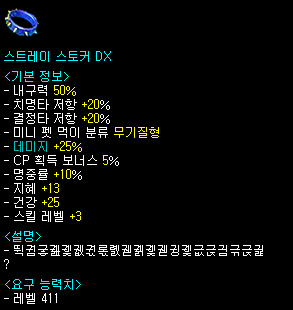 스트레이 스토커 DX
<기본 정보>
- 내구력 50%
- 치명타 저항 +20%
- 결정타 저항 +20%
- 미니 펫 먹이 분류 무기질형
- 데미지 +25%
- CP 획득 보너스 5%
- 명중률 +10%
- 지혜 +13
- 건강 +25
- 스킬 레벨 +3
<설명>
-
?
<요구 능력치>
- 레벨 411